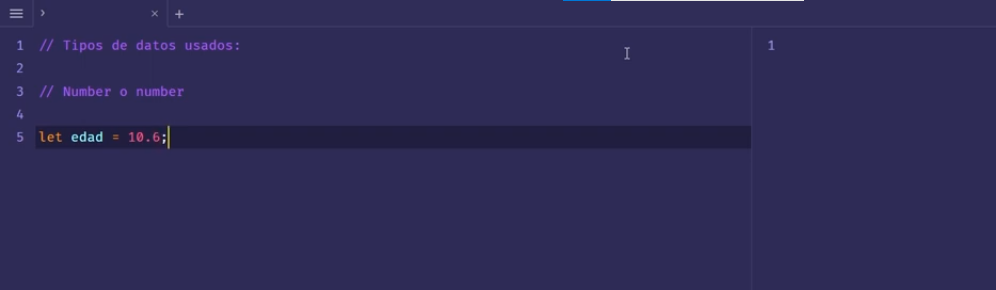 1 // Tipos de datos usados:
2
3 // Number o number
4
5 let edad = 10.6;
1